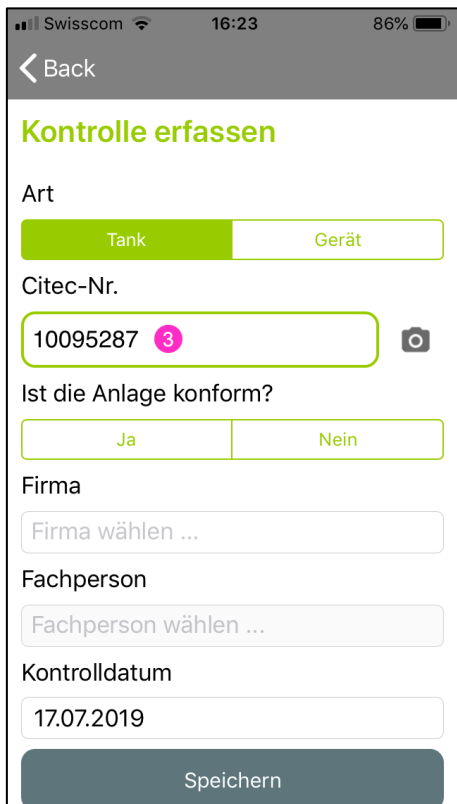 Swisscom 16:23 86%
Back
Kontrolle erfassen
Art
Tank Gerät
Citec-Nr.
10095287 3
Ist die Anlage konform?
Ja Nein
Firma
Firma wählen ...
Fachperson
Fachperson wählen ...
Kontrolldatum
17.07.2019
Speichern